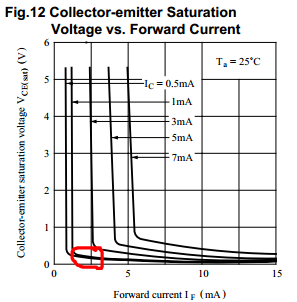 Fig.12 Collector-emitter Saturation
Voltage vs. Forward Current
Collector-emitter saturation voltage VCE(sat) (V)
6
5
4
3
2
1
0
Ta = 25°C
IC = 0.5mA
1mA
3mA
5mA
7mA
0
5
10
15
Forward current IF (mA)